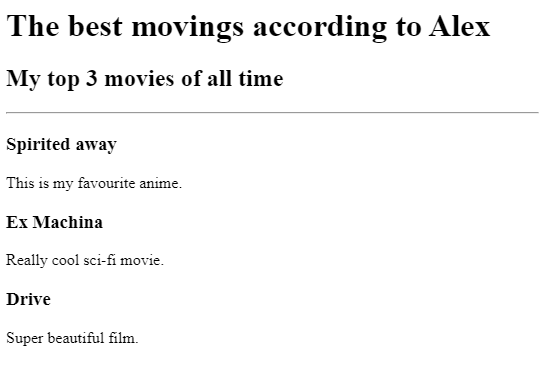 The best movings according to Alex
My top 3 movies of all time
Spirited away
This is my favourite anime.
Ex Machina
Really cool sci-fi movie.
Drive
Super beautiful film.